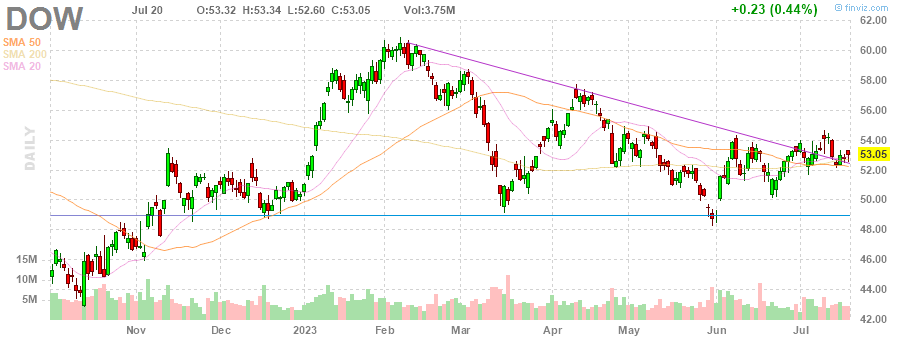 DOW
Jul 20 O:53.32 H:53.34 L:52.60 C:53.05 Vol:3.75M +0.23 (0.44%)
© finviz.com
SMA 50
SMA 200
SMA 20
DAILY
62.00
60.00
58.00
56.00
54.00
53.05
52.00
50.00
48.00
46.00
44.00
42.00
15M
10M
5M
Nov Dec 2023 Feb Mar Apr May Jun Jul